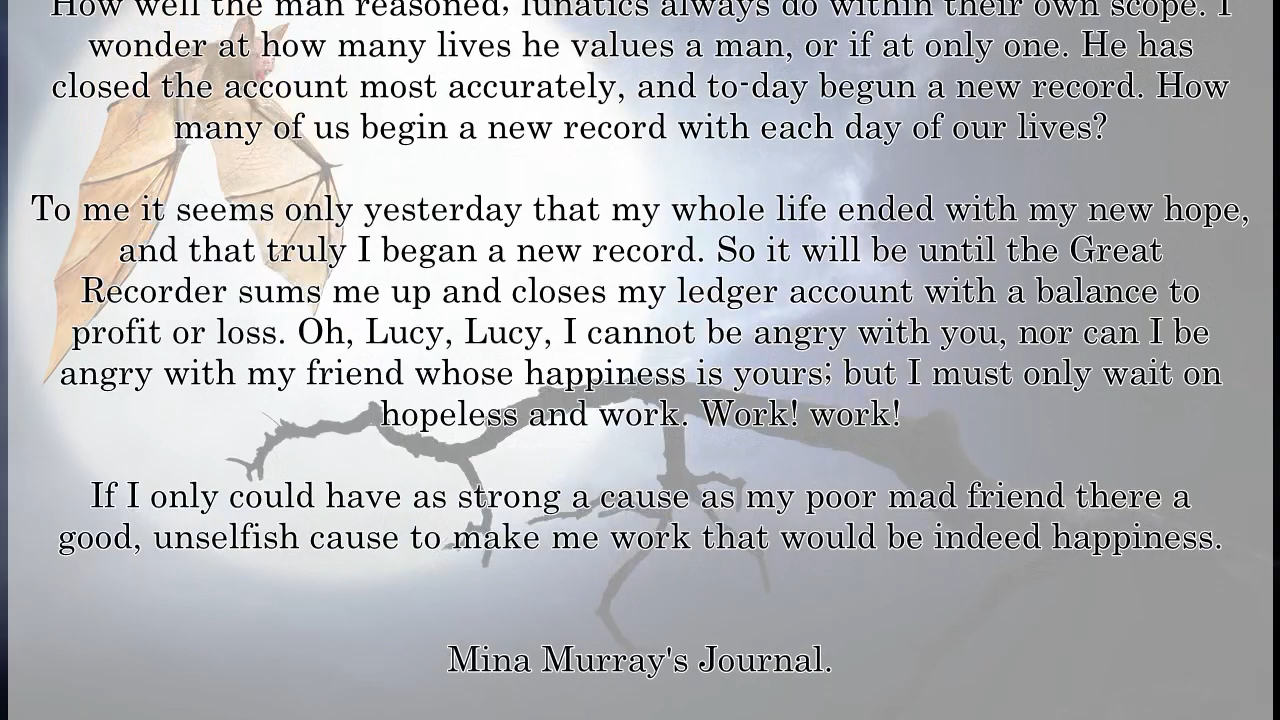 How well the man reasoned; lunatics always do within their own scope. I
wonder at how many lives he values a man, or if at only one. He has
closed the account most accurately, and to-day begun a new record. How
many of us begin a new record with each day of our lives?
To me it seems only yesterday that my whole life ended with my new hope,
and that truly I began a new record. So it will be until the Great
Recorder sums me up and closes my ledger account with a balance to
profit or loss. Oh, Lucy, Lucy, I cannot be angry with you, nor can I be
angry with my friend whose happiness is yours; but I must only wait on
hopeless and work. Work! work!
If I only could have as strong a cause as my poor mad friend there a
good, unselfish cause to make me work that would be indeed happiness.
Mina Murray's Journal.